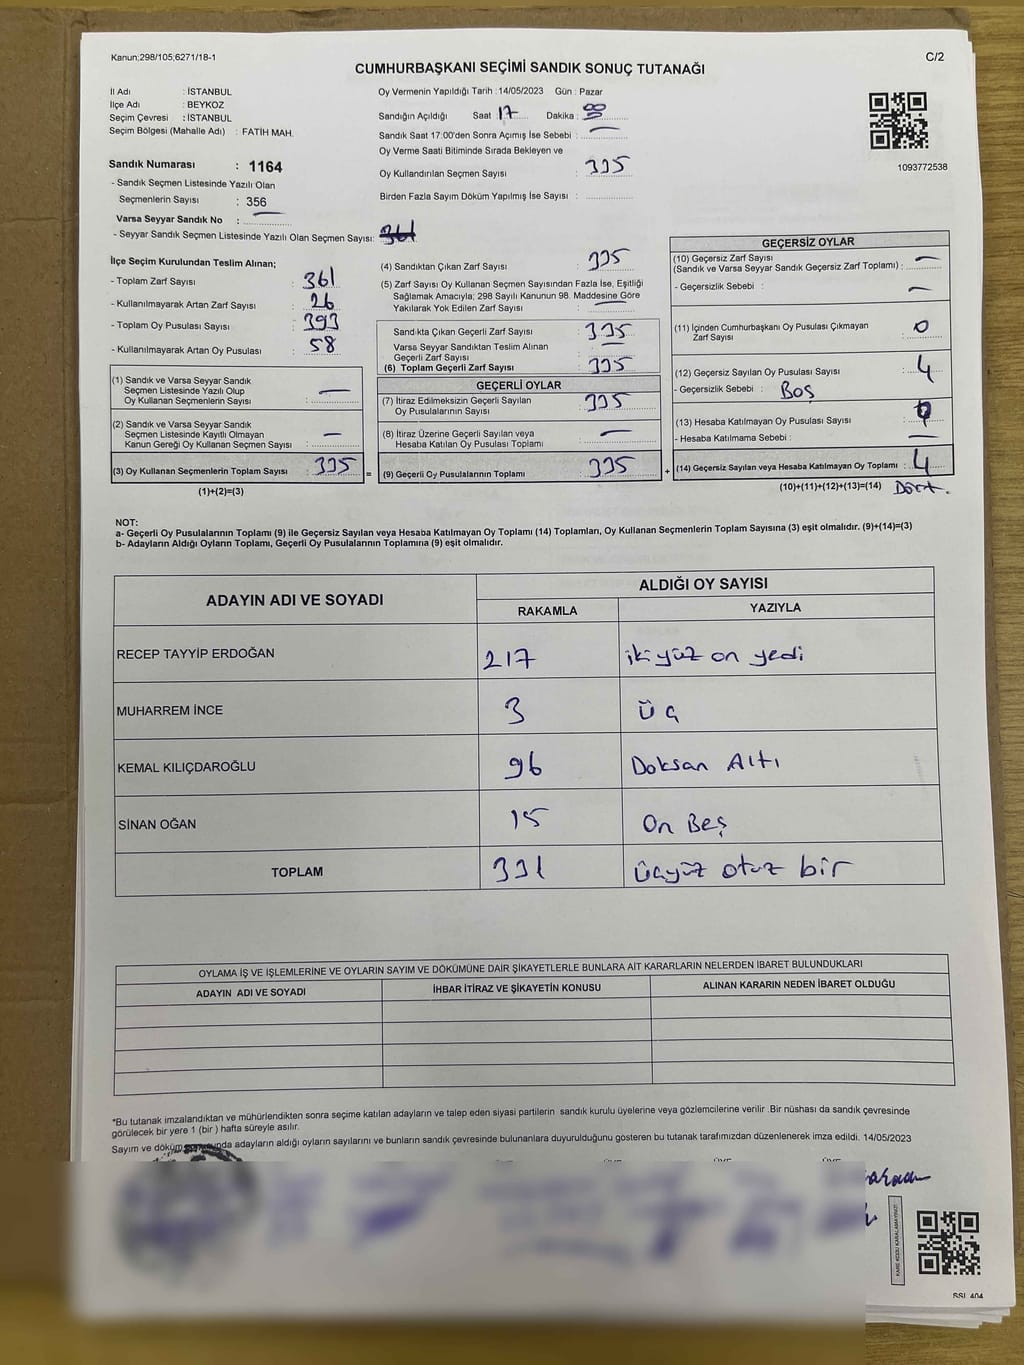 Kanun;298/105,6271/18-1
C/2
CUMHURBAŞKANI SEÇİMİ SANDIK SONUÇ TUTANAĞI
İl Adı : İSTANBUL
İlçe Adı : BEYKOZ
Seçim Çevresi : İSTANBUL
Seçim Bölgesi (Mahalle Adı) : FATİH MAH.
Sandık Numarası : 1164
- Sandık Seçmen Listesinde Yazılı Olan
Seçmenlerin Sayısı : 356
Varsa Seyyar Sandık No : —
- Seyyar Sandık Seçmen Listesinde Yazılı Olan Seçmen Sayısı: 361
Oy Vermenin Yapıldığı Tarih : 14/05/2023 Gün : Pazar
Sandığın Açıldığı Saat 17 Dakika : 00
Sandık Saat 17:00'den Sonra Açımış İse Sebebi : —
Oy Verme Saati Bitiminde Sırada Bekleyen ve
Oy Kullandırılan Seçmen Sayısı : 335
Birden Fazla Sayım Döküm Yapılmış İse Sayısı :
1093772538
İlçe Seçim Kurulundan Teslim Alınan;
- Toplam Zarf Sayısı : 361
- Kullanılmayarak Artan Zarf Sayısı : 26
- Toplam Oy Pusulası Sayısı : 393
- Kullanılmayarak Artan Oy Pusulası : 58
(1) Sandık ve Varsa Seyyar Sandık
Seçmen Listesinde Yazılı Olup
Oy Kullanan Seçmenlerin Sayısı : —
(2) Sandık ve Varsa Seyyar Sandık
Seçmen Listesinde Kayıtlı Olmayan
Kanun Gereği Oy Kullanan Seçmen Sayısı : —
(3) Oy Kullanan Seçmenlerin Toplam Sayısı : 335 =
(1)+(2)=(3)
(4) Sandıktan Çıkan Zarf Sayısı : 335
(5) Zarf Sayısı Oy Kullanan Seçmen Sayısından Fazla İse, Eşitliği
Sağlamak Amacıyla; 298 Sayılı Kanunun 98. Maddesine Göre
Yakılarak Yok Edilen Zarf Sayısı : —
Sandıkta Çıkan Geçerli Zarf Sayısı : 335
Varsa Seyyar Sandıktan Teslim Alınan
Geçerli Zarf Sayısı : —
(6) Toplam Geçerli Zarf Sayısı : 335
GEÇERLİ OYLAR
(7) İtiraz Edilmeksizin Geçerli Sayılan
Oy Pusulalarının Sayısı : 335
(8) İtiraz Üzerine Geçerli Sayılan veya
Hesaba Katılan Oy Pusulası Toplamı : —
(9) Geçerli Oy Pusulalarının Toplamı : 335 +
GEÇERSİZ OYLAR
(10) Geçersiz Zarf Sayısı
(Sandık ve Varsa Seyyar Sandık Geçersiz Zarf Toplamı) : —
- Geçersizlik Sebebi : —
(11) İçinden Cumhurbaşkanı Oy Pusulası Çıkmayan
Zarf Sayısı : 0
(12) Geçersiz Sayılan Oy Pusulası Sayısı : 4
- Geçersizlik Sebebi : Boş
(13) Hesaba Katılmayan Oy Pusulası Sayısı :
- Hesaba Katılmama Sebebi : —
(14) Geçersiz Sayılan veya Hesaba Katılmayan Oy Toplamı : 4
(10)+(11)+(12)+(13)=(14) Dört.
NOT:
a- Geçerli Oy Pusulalarının Toplamı (9) ile Geçersiz Sayılan veya Hesaba Katılmayan Oy Toplamı (14) Toplamları, Oy Kullanan Seçmenlerin Toplam Sayısına (3) eşit olmalıdır. (9)+(14)=(3)
b- Adayların Aldığı Oyların Toplamı, Geçerli Oy Pusulalarının Toplamına (9) eşit olmalıdır.
ADAYIN ADI VE SOYADI
ALDIĞI OY SAYISI
RAKAMLA YAZIYLA
RECEP TAYYİP ERDOĞAN 217 iki yüz on yedi
MUHARREM İNCE 3 Üç
KEMAL KILIÇDAROĞLU 96 Doksan Altı
SİNAN OĞAN 15 On Beş
TOPLAM 331 Üçyüz otuz bir
OYLAMA İŞ VE İŞLEMLERİNE VE OYLARIN SAYIM VE DÖKÜMÜNE DAİR ŞİKAYETLERLE BUNLARA AİT KARARLARIN NELERDEN İBARET BULUNDUKLARI
ADAYIN ADI VE SOYADI İHBAR İTİRAZ VE ŞİKAYETİN KONUSU ALINAN KARARIN NEDEN İBARET OLDUĞU
*Bu tutanak imzalandıktan ve mühürlendikten sonra seçime katılan adayların ve talep eden siyasi partilerin sandık kurulu üyelerine veya gözlemcilerine verilir .Bir nüshası da sandık çevresinde
görülecek bir yere 1 (bir ) hafta süreyle asılır.
Sayım ve döküm sonucunda adayların aldığı oyların sayılarını ve bunların sandık çevresinde bulunanlara duyurulduğunu gösteren bu tutanak tarafımızdan düzenlenerek imza edildi. 14/05/2023
KARE KODU KARALAMAYINIZ!